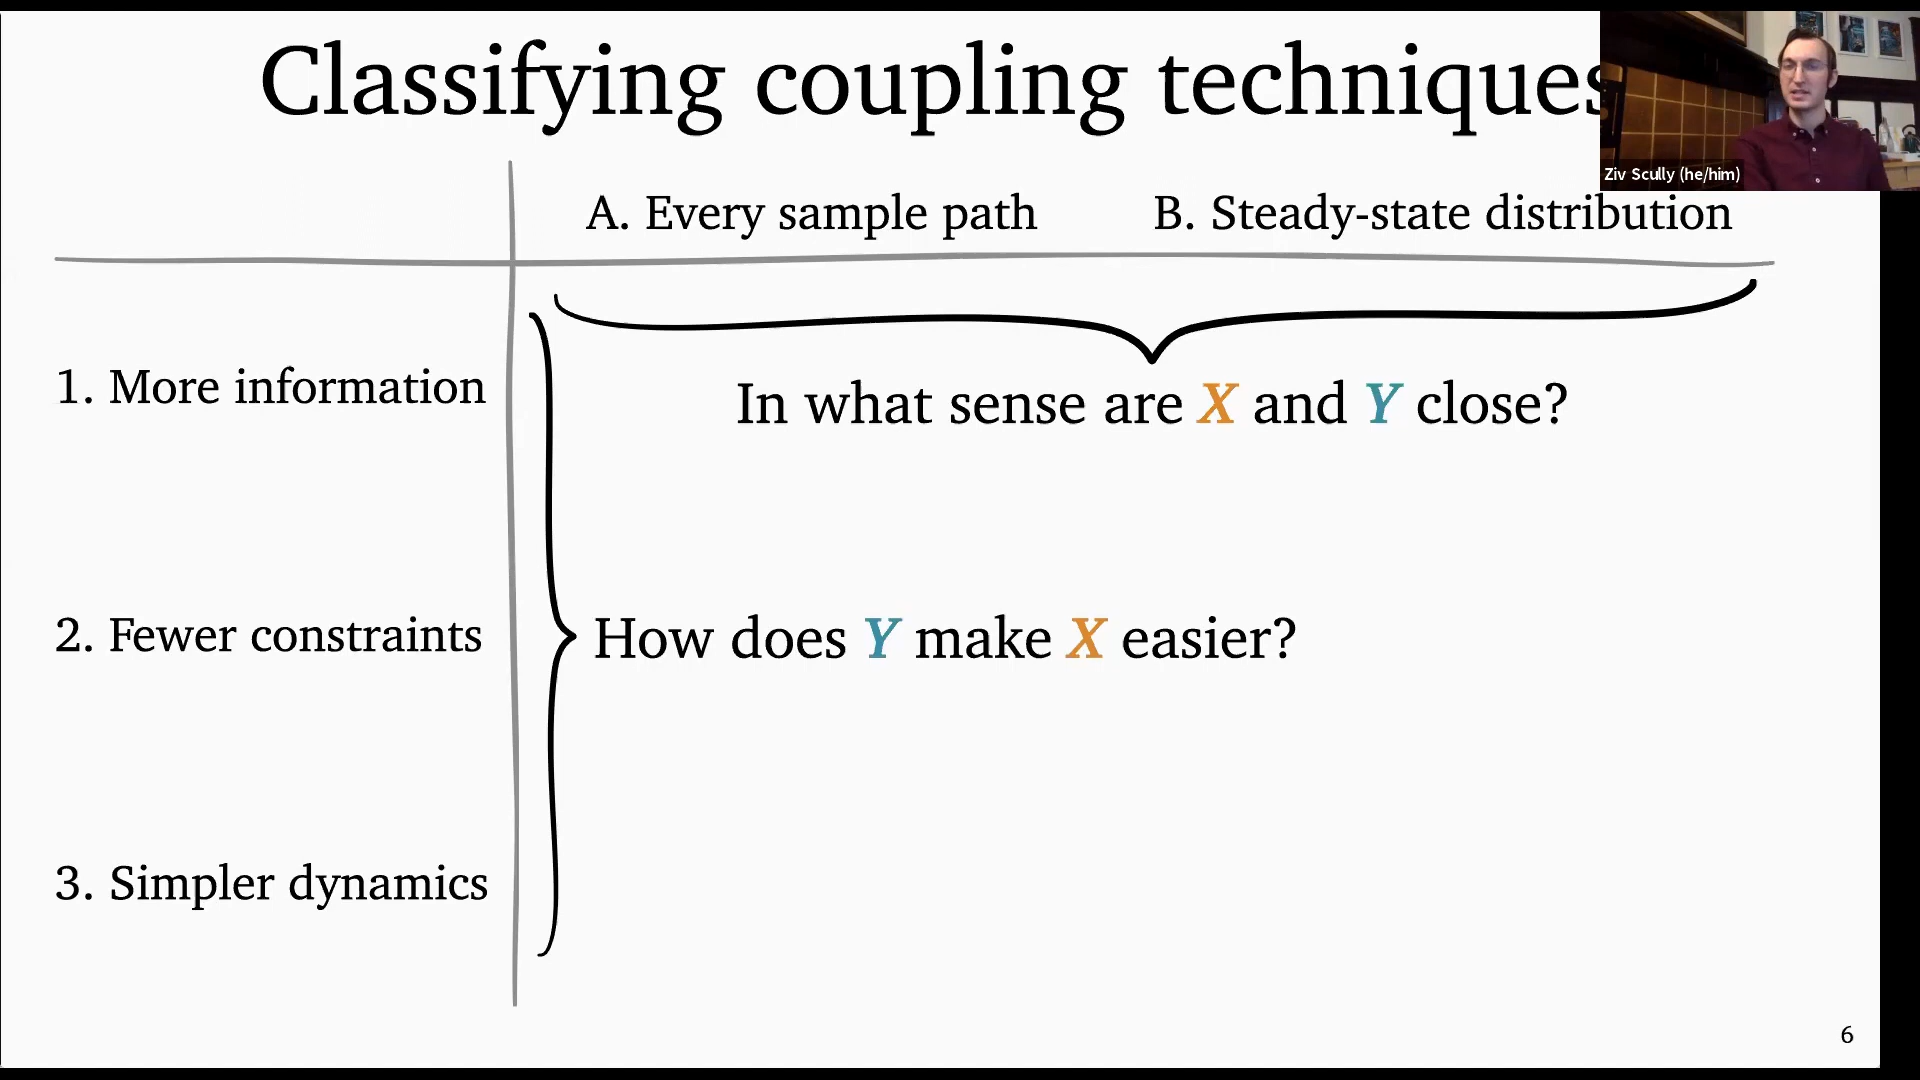 Classifying coupling techniques
Ziv Scully (he/him)
A. Every sample path
B. Steady-state distribution
1. More information
In what sense are X and Y close?
2. Fewer constraints
How does Y make X easier?
3. Simpler dynamics
6